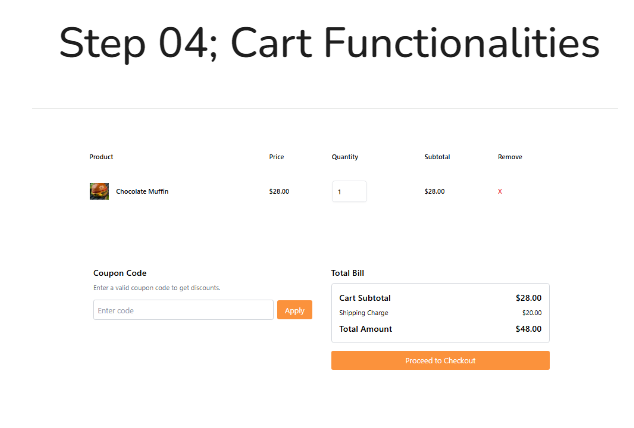 Step 04; Cart Functionalities
Product Price Quantity Subtotal Remove
Chocolate Muffin $28.00 1 $28.00 X
Coupon Code
Enter a valid coupon code to get discounts.
Enter code Apply
Total Bill
Cart Subtotal $28.00
Shipping Charge $20.00
Total Amount $48.00
Proceed to Checkout